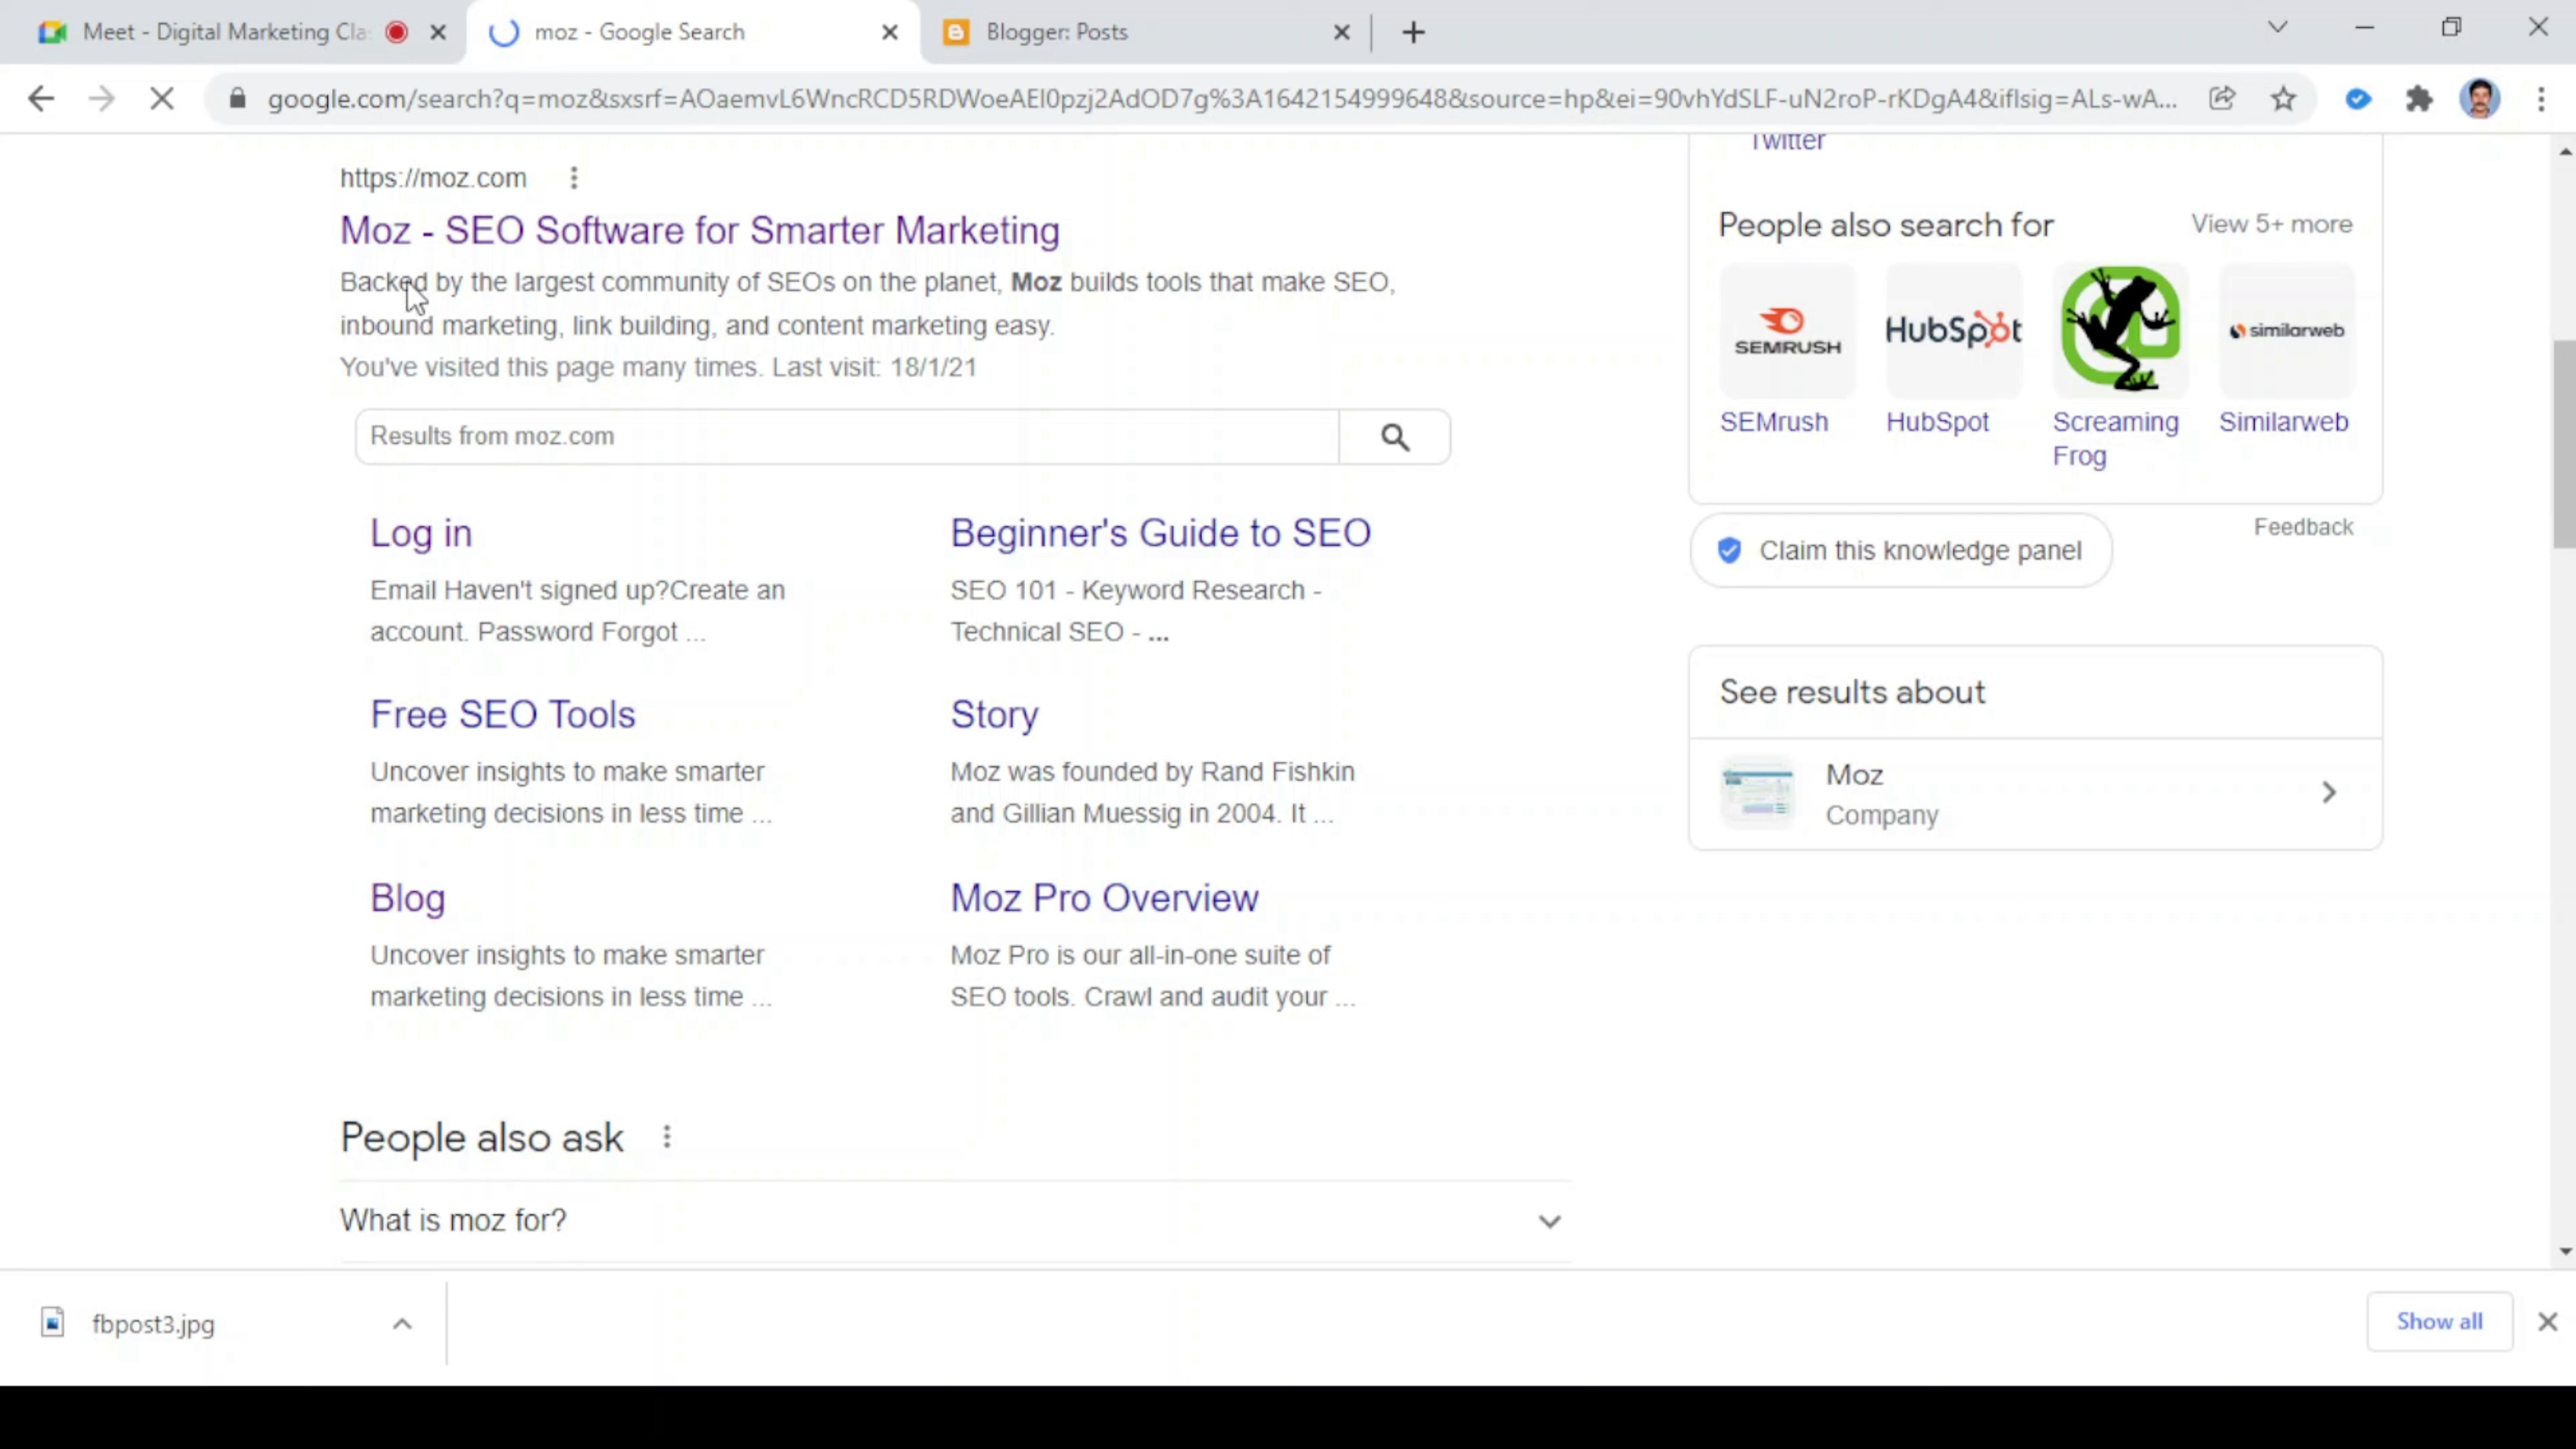 Meet - Digital Marketing Cla
moz - Google Search
Blogger: Posts
google.com/search?q=moz&sxsrf=AOaemvL6WncRCD5RDWoeAEl0pzj2AdOD7g%3A1642154999648&source=hp&ei=90vhYdSLF-uN2roP-rKDgA4&iflsig=ALs-wA...
https://moz.com
Moz - SEO Software for Smarter Marketing
Backed by the largest community of SEOs on the planet, Moz builds tools that make SEO,
inbound marketing, link building, and content marketing easy.
You've visited this page many times. Last visit: 18/1/21
Results from moz.com
Log in
Email Haven't signed up?Create an
account. Password Forgot ...
Beginner's Guide to SEO
SEO 101 - Keyword Research -
Technical SEO - ...
Free SEO Tools
Uncover insights to make smarter
marketing decisions in less time ...
Story
Moz was founded by Rand Fishkin
and Gillian Muessig in 2004. It ...
Blog
Uncover insights to make smarter
marketing decisions in less time ...
Moz Pro Overview
Moz Pro is our all-in-one suite of
SEO tools. Crawl and audit your ...
People also ask
What is moz for?
Twitter
People also search for
View 5+ more
SEMRUSH
HubSpot
similarweb
SEMrush
HubSpot
Screaming
Frog
Similarweb
Claim this knowledge panel
Feedback
See results about
Moz
Company
fbpost3.jpg
Show all